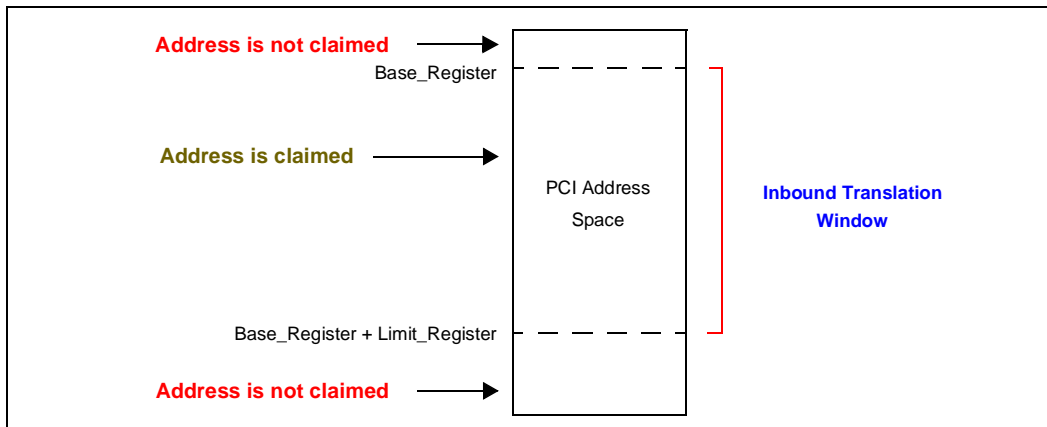 Address is not claimed
Base_Register
Address is claimed
PCI Address
Space
Inbound Translation
Window
Base_Register + Limit_Register
Address is not claimed